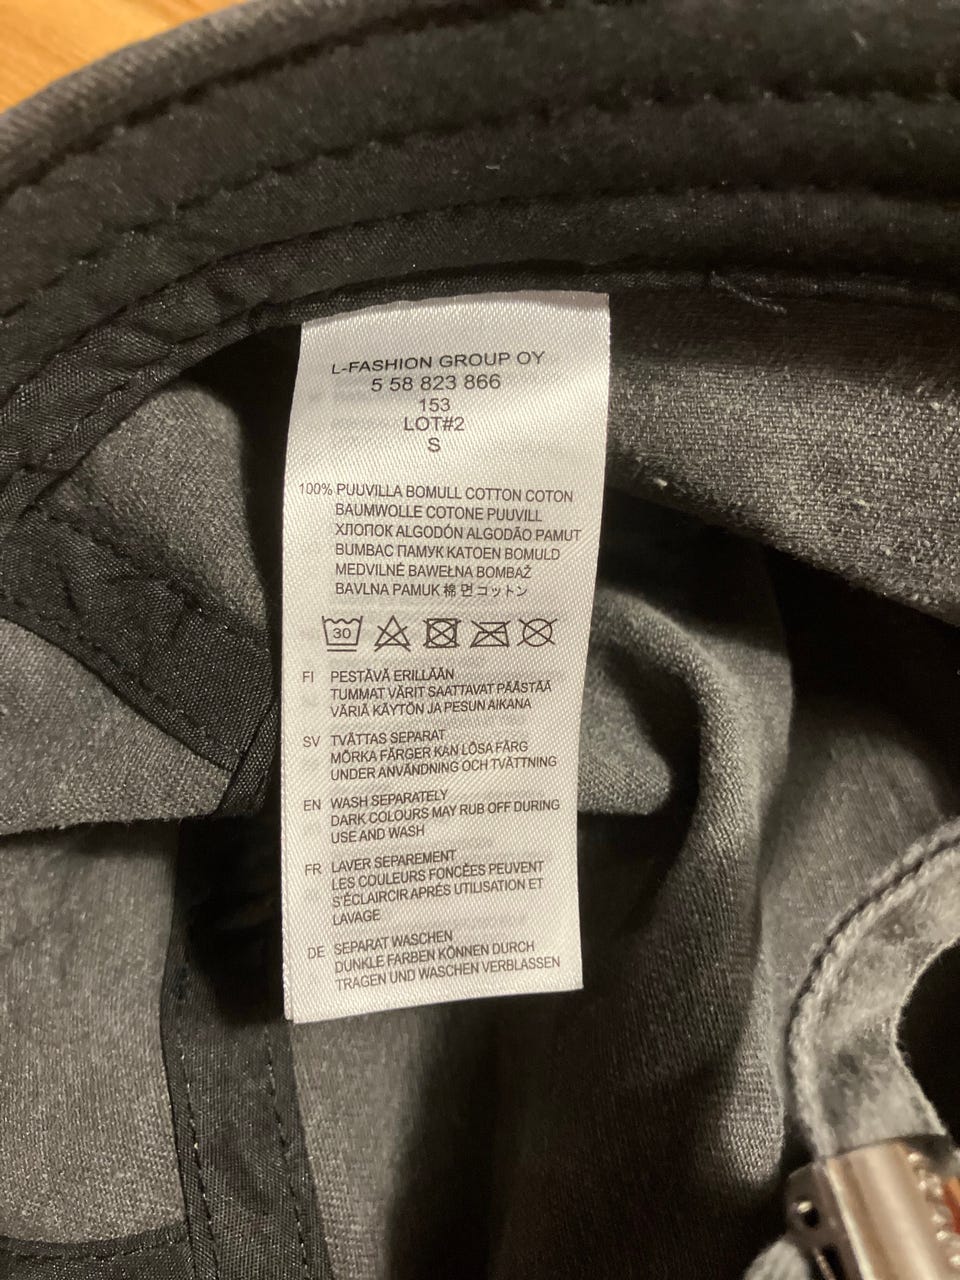 L-FASHION GROUP OY
5 58 823 866
153
LOT#2
S
100% PUUVILLA BOMULL COTTON COTON
BAUMWOLLE COTONE PUUVILL
ХЛОПОК ALGODÓN ALGODÃO PAMUT
BUMBAC ПАМУК KATOEN BOMULD
MEDVILNĖ BAWEŁNA BOMBAŽ
BAVLNA PAMUK 棉 면 コットン
30
FI PESTÄVÄ ERILLÄÄN
TUMMAT VÄRIT SAATTAVAT PÄÄSTÄÄ
VÄRIÄ KÄYTÖN JA PESUN AIKANA
SV TVÄTTAS SEPARAT
MÖRKA FÄRGER KAN LÖSA FÄRG
UNDER ANVÄNDNING OCH TVÄTTNING
EN WASH SEPARATELY
DARK COLOURS MAY RUB OFF DURING
USE AND WASH
FR LAVER SEPAREMENT
LES COULEURS FONCÉES PEUVENT
S'ÉCLAIRCIR APRÉS UTILISATION ET
LAVAGE
DE SEPARAT WASCHEN
DUNKLE FARBEN KÖNNEN DURCH
TRAGEN UND WASCHEN VERBLASSEN